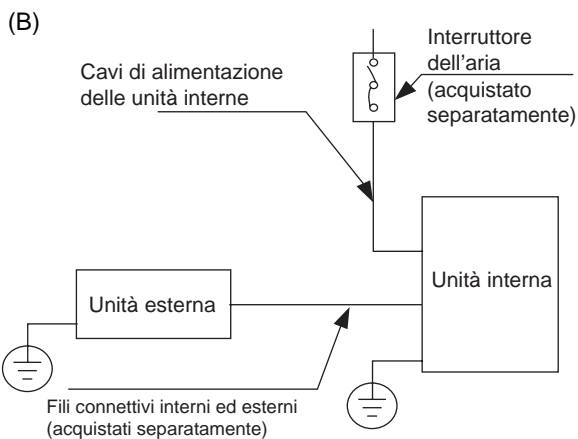 (B)
Interruttore
dell'aria
(acquistato
separatamente)
Cavi di alimentazione
delle unità interne
Unità interna
Unità esterna
Fili connettivi interni ed esterni
(acquistati separatamente)